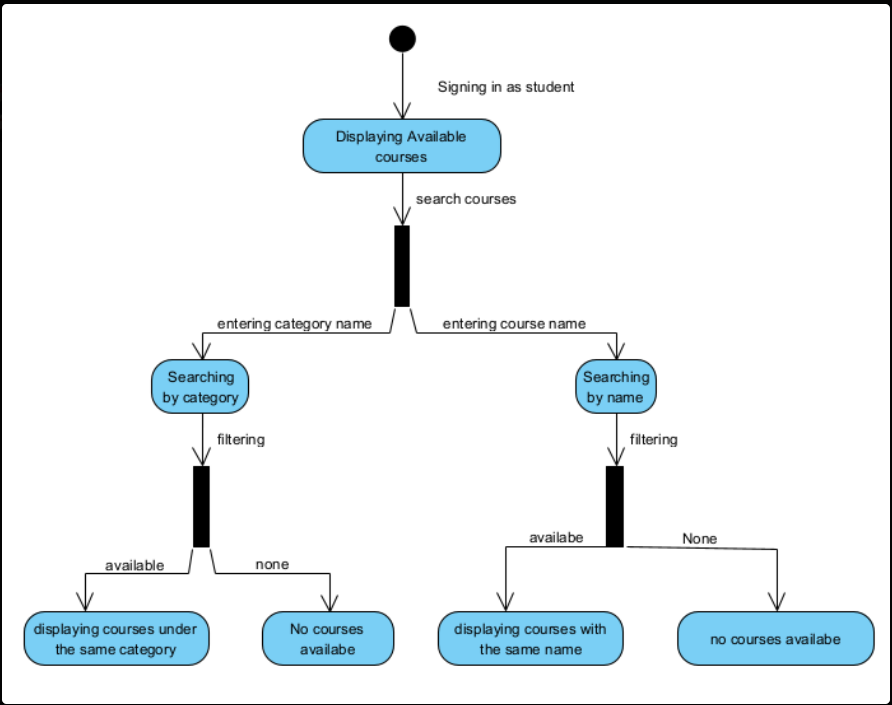 Signing in as student
Displaying Available
courses
search courses
entering category name
entering course name
Searching
by category
Searching
by name
filtering
filtering
available
none
availabe
None
displaying courses under
the same category
No courses
availabe
displaying courses with
the same name
no courses availabe